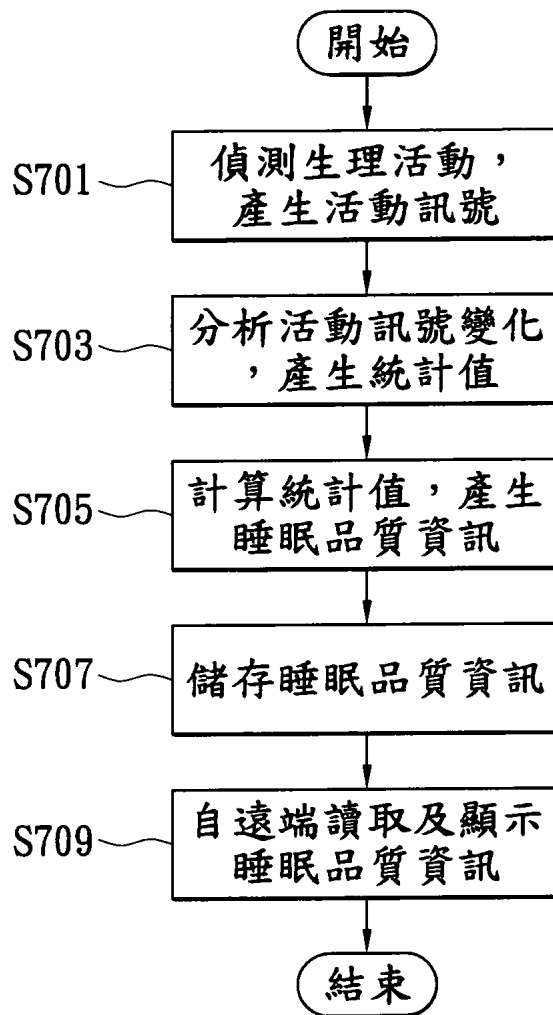 開始
S701
偵測生理活動，
產生活動訊號
S703
分析活動訊號變化
，產生統計值
S705
計算統計值，產生
睡眠品質資訊
S707
儲存睡眠品質資訊
S709
自遠端讀取及顯示
睡眠品質資訊
結束